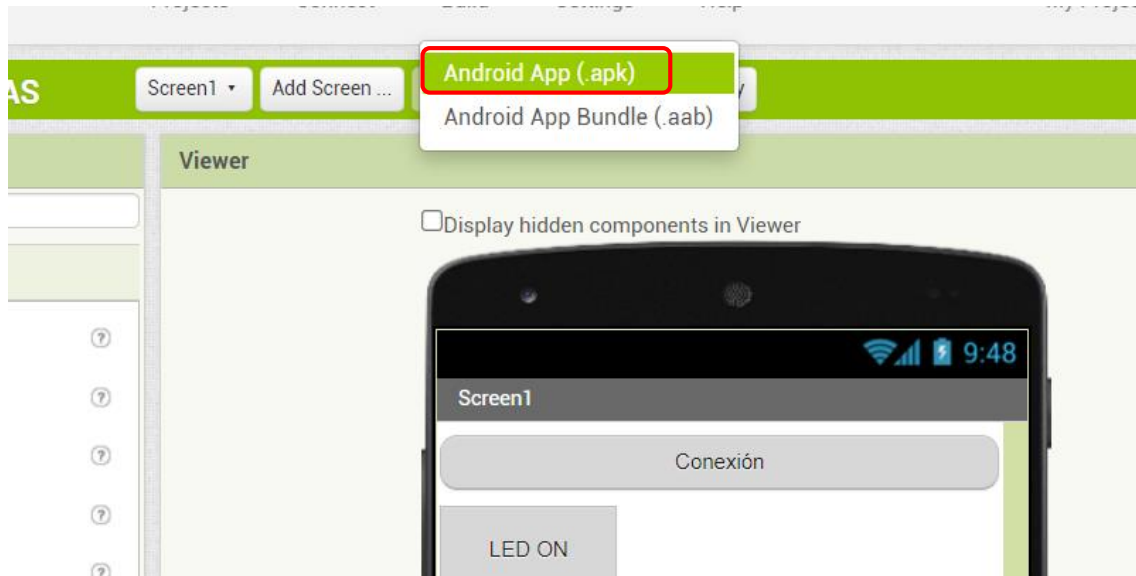 AS
Screen1
Add Screen ...
Android App (.apk)
Android App Bundle (.aab)
Viewer
Display hidden components in Viewer
9:48
Screen1
Conexión
LED ON